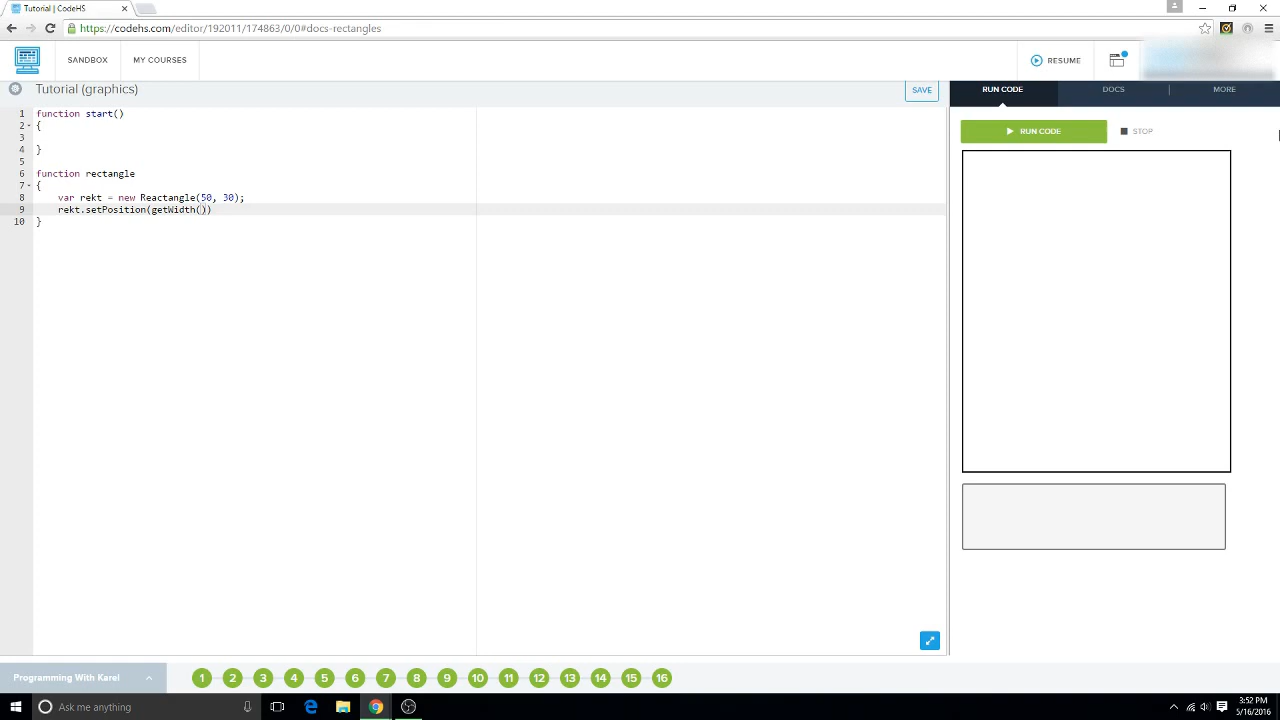 Tutorial | CodeHS
https://codehs.com/editor/192011/174863/0/0#docs-rectangles
SANDBOX
MY COURSES
RESUME
Tutorial (graphics)
SAVE
RUN CODE
DOCS
MORE
RUN CODE
STOP
1 function start()
2 {
3
4 }
5
6 function rectangle
7 {
8 var rekt = new Reactangle(50, 30);
9 rekt.setPosition(getWidth())
10 }
Programming With Karel
1 2 3 4 5 6 7 8 9 10 11 12 13 14 15 16
Ask me anything
3:52 PM
5/16/2016